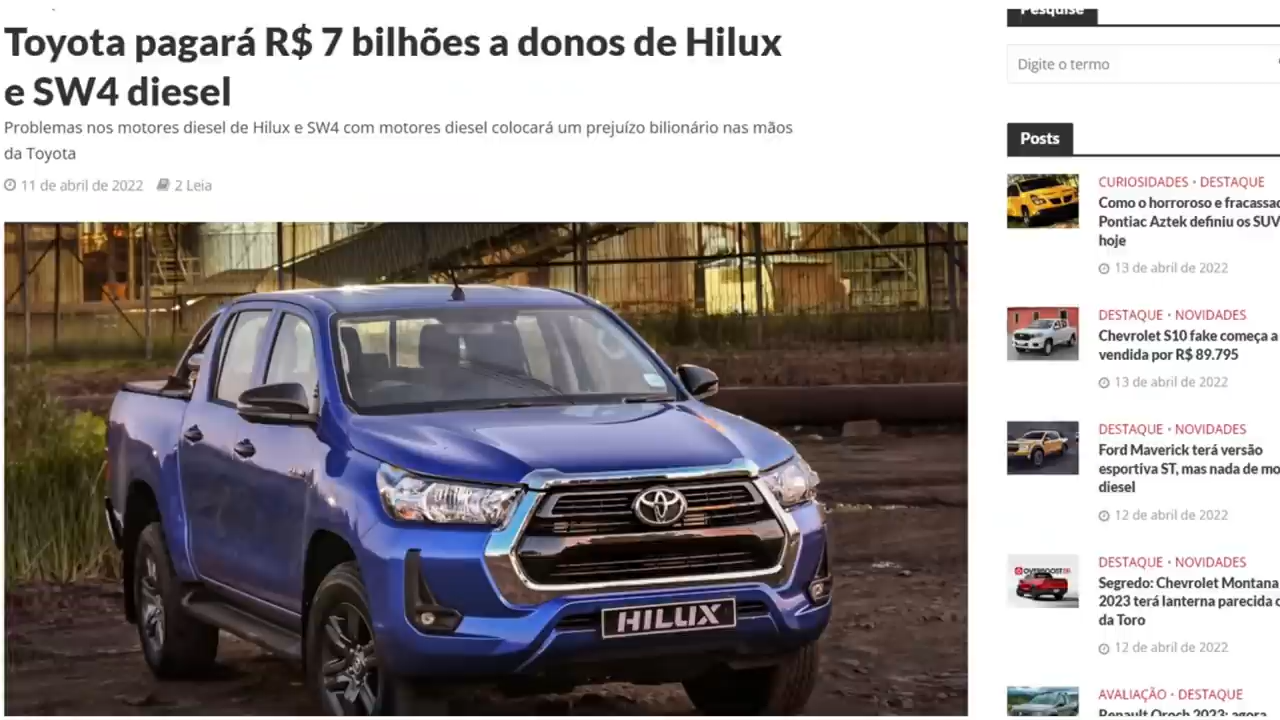 Toyota pagará R$ 7 bilhões a donos de Hilux
e SW4 diesel
Problemas nos motores diesel de Hilux e SW4 com motores diesel colocará um prejuízo bilionário nas mãos
da Toyota
11 de abril de 2022 2 Leia
HILUX
Pesquise
Digite o termo
Posts
CURIOSIDADES • DESTAQUE
Como o horroroso e fracassad
Pontiac Aztek definiu os SUV
hoje
13 de abril de 2022
DESTAQUE • NOVIDADES
Chevrolet S10 fake começa a
vendida por R$ 89.795
13 de abril de 2022
DESTAQUE • NOVIDADES
Ford Maverick terá versão
esportiva ST, mas nada de mo
diesel
12 de abril de 2022
DESTAQUE • NOVIDADES
Segredo: Chevrolet Montana
2023 terá lanterna parecida c
da Toro
12 de abril de 2022
AVALIAÇÃO • DESTAQUE
Renault Oroch 2023: agora